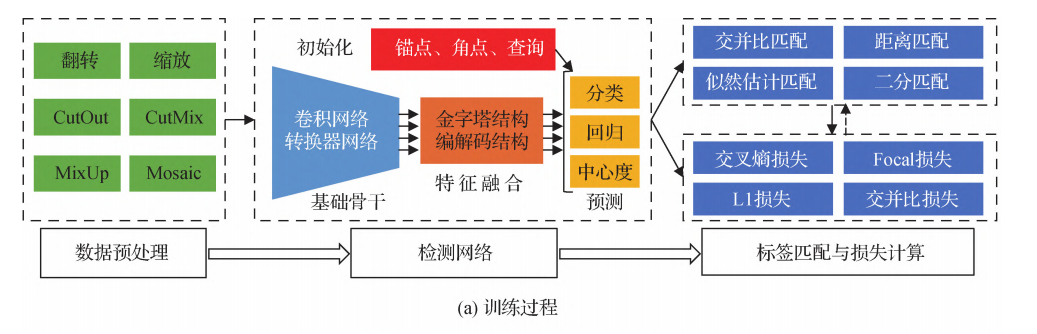 翻转
缩放
CutOut
CutMix
MixUp
Mosaic
数据预处理
初始化
锚点、角点、查询
卷积网络
转换器网络
基础骨干
金字塔结构
编解码结构
特征融合
分类
回归
中心度
预测
检测网络
交并比匹配
距离匹配
似然估计匹配
二分匹配
交叉熵损失
Focal损失
L1损失
交并比损失
标签匹配与损失计算
(a) 训练过程